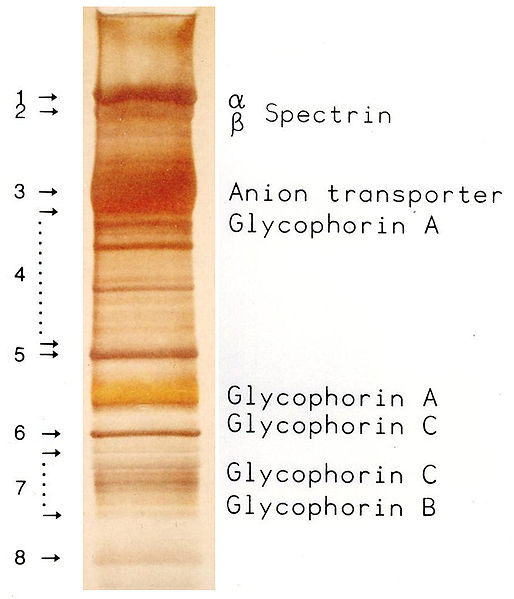 1 → α
2 → β Spectrin
3 → Anion transporter
→ Glycophorin A
4
→
5 →
Glycophorin A
6 → Glycophorin C
→
7 Glycophorin C
→ Glycophorin B
8 →